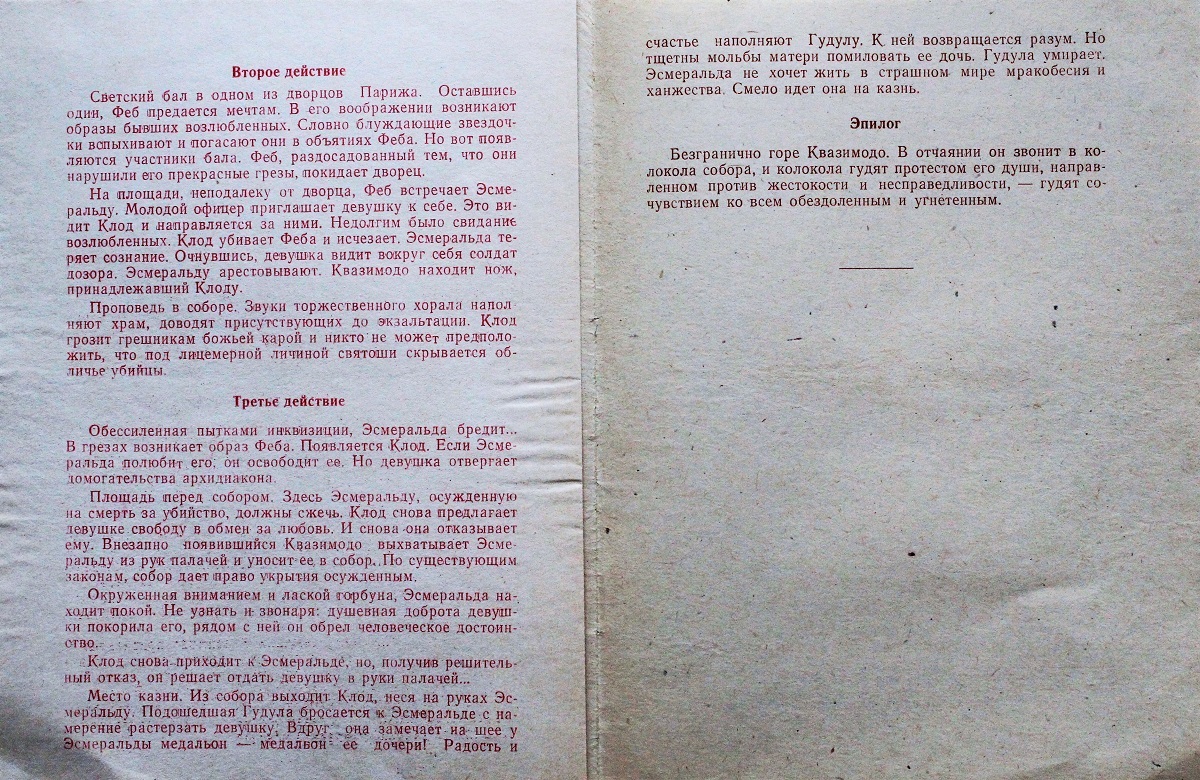 Второе действие
Светский бал в одном из дворцов Парижа. Оставшись
один, Феб предается мечтам. В его воображении возникают
образы бывших возлюбленных. Словно блуждающие звездоч-
ки вспыхивают и погасают они в объятиях Феба. Но вот появ-
ляются участники бала. Феб, раздосадованный тем, что они
нарушили его прекрасные грезы, покидает дворец.
На площади, неподалеку от дворца, Феб встречает Эсме-
ральду. Молодой офицер приглашает девушку к себе. Это ви-
дит Клод и направляется за ними. Недолгим было свидание
возлюбленных. Клод убивает Феба и исчезает. Эсмеральда те-
ряет сознание. Очнувшись, девушка видит вокруг себя солдат
дозора. Эсмеральду арестовывают. Квазимодо находит нож,
принадлежавший Клоду.
Проповедь в соборе. Звуки торжественного хорала напол-
няют храм, доводят присутствующих до экзальтации. Клод
грозит грешникам божьей карой и никто не может предполо-
жить, что под лицемерной личиной святоши скрывается об-
личье убийцы.
Третье действие
Обессиленная пытками инквизиции, Эсмеральда бредит...
В грезах возникает образ Феба. Появляется Клод. Если Эсме-
ральда полюбит его, он освободит ее. Но девушка отвергает
домогательства архидиакона.
Площадь перед собором. Здесь Эсмеральду, осужденную
на смерть за убийство, должны сжечь. Клод снова предлагает
девушке свободу в обмен за любовь. И снова она отказывает
ему. Внезапно появившийся Квазимодо выхватывает Эсме-
ральду из рук палачей и уносит ее в собор. По существующим
законам, собор дает право укрытия осужденным.
Окруженная вниманием и лаской горбуна, Эсмеральда на-
ходит покой. Не узнать и звонаря: душевная доброта девуш-
ки покорила его, рядом с ней он обрел человеческое достоин-
ство.
Клод снова приходит к Эсмеральде, но, получив решитель-
ный отказ, он решает отдать девушку в руки палачей...
Место казни. Из собора выходит Клод, неся на руках Эс-
меральду. Подошедшая Гудула бросается к Эсмеральде с на-
мерение растерзать девушку. Вдруг она замечает на шее у
Эсмеральды медальон — медальон ее дочери! Радость и
счастье наполняют Гудулу. К ней возвращается разум. Но
тщетны мольбы матери помиловать ее дочь. Гудула умирает.
Эсмеральда не хочет жить в страшном мире мракобесия и
ханжества. Смело идет она на казнь.
Эпилог
Безгранично горе Квазимодо. В отчаянии он звонит в ко-
локола собора, и колокола гудят протестом его души, направ-
ленном против жестокости и несправедливости, — гудят со-
чувствием ко всем обездоленным и угнетенным.